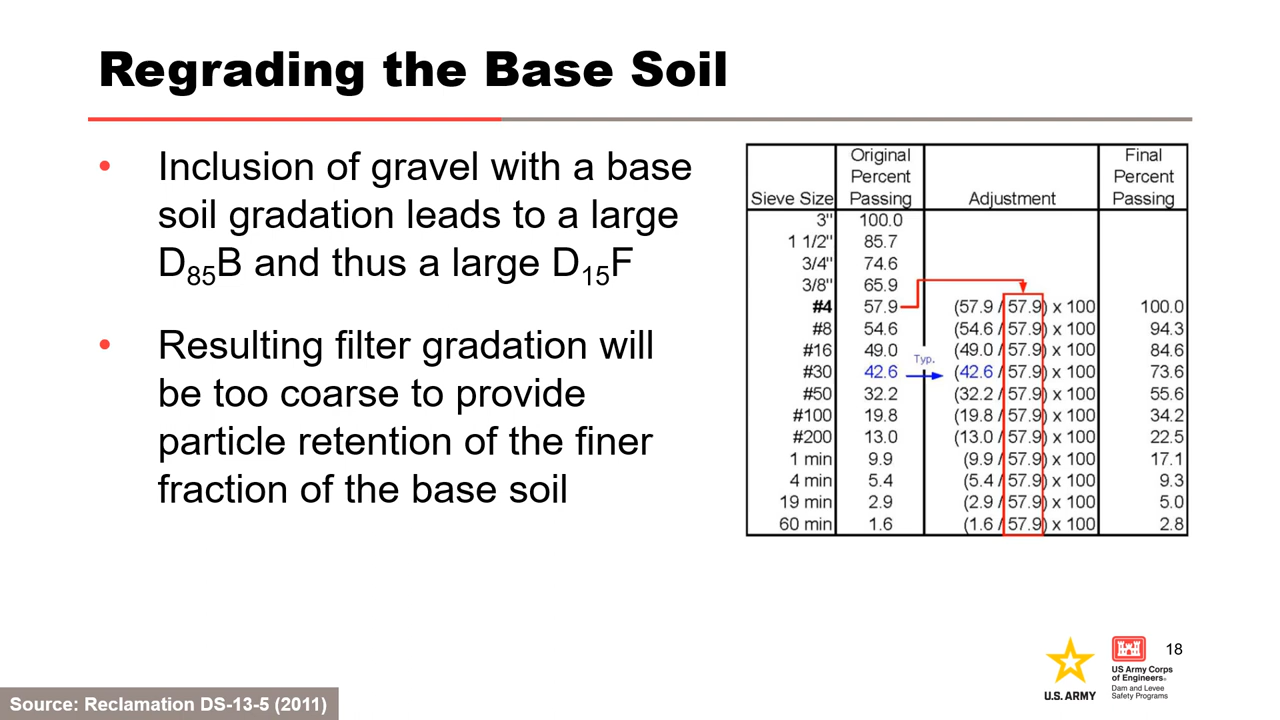 Regrading the Base Soil
• Inclusion of gravel with a base
soil gradation leads to a large
D85B and thus a large D15F
• Resulting filter gradation will
be too coarse to provide
particle retention of the finer
fraction of the base soil
Sieve Size Original Percent Passing Adjustment Final Percent Passing
3" 100.0
1 1/2" 85.7
3/4" 74.6
3/8" 65.9
#4 57.9 (57.9 / 57.9) x 100 100.0
#8 54.6 (54.6 / 57.9) x 100 94.3
#16 49.0 (49.0 / 57.9) x 100 84.6
Typ.
#30 42.6 (42.6 / 57.9) x 100 73.6
#50 32.2 (32.2 / 57.9) x 100 55.6
#100 19.8 (19.8 / 57.9) x 100 34.2
#200 13.0 (13.0 / 57.9) x 100 22.5
1 min 9.9 (9.9 / 57.9) x 100 17.1
4 min 5.4 (5.4 / 57.9) x 100 9.3
19 min 2.9 (2.9 / 57.9) x 100 5.0
60 min 1.6 (1.6 / 57.9) x 100 2.8
18
U.S. ARMY
US Army Corps
of Engineers®
Dam and Levee
Safety Programs
Source: Reclamation DS-13-5 (2011)